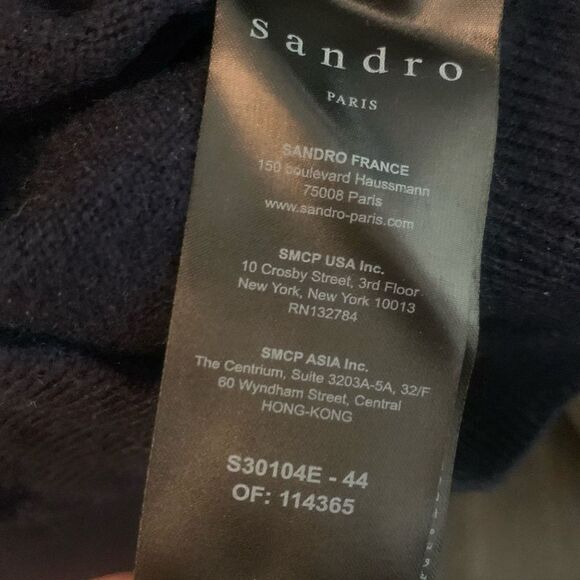 sandro
PARIS
SANDRO FRANCE
150 boulevard Haussmann
75008 Paris
www.sandro-paris.com
SMCP USA Inc.
10 Crosby Street, 3rd Floor
New York, New York 10013
RN132784
SMCP ASIA Inc.
The Centrium, Suite 3203A-5A, 32/F
60 Wyndham Street, Central
HONG-KONG
S30104E - 44
OF: 114365